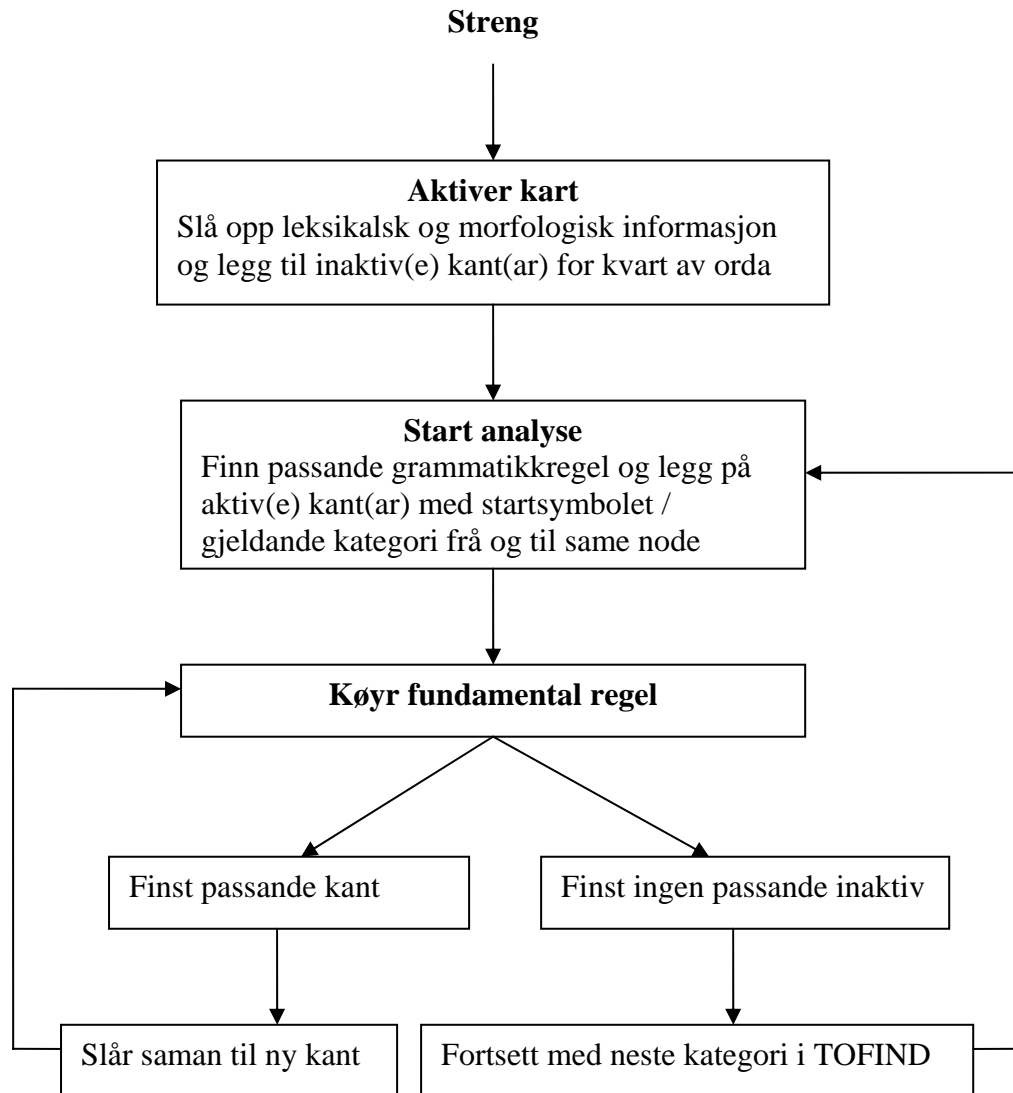 Streng
Aktiver kart
Slå opp leksikalsk og morfologisk informasjon
og legg til inaktiv(e) kant(ar) for kvart av orda
Start analyse
Finn passande grammatikkregel og legg på
aktiv(e) kant(ar) med startsymbolet /
gjeldande kategori frå og til same node
Køyr fundamental regel
Finst passande kant
Finst ingen passande inaktiv
Slår saman til ny kant
Fortsett med neste kategori i TOFIND